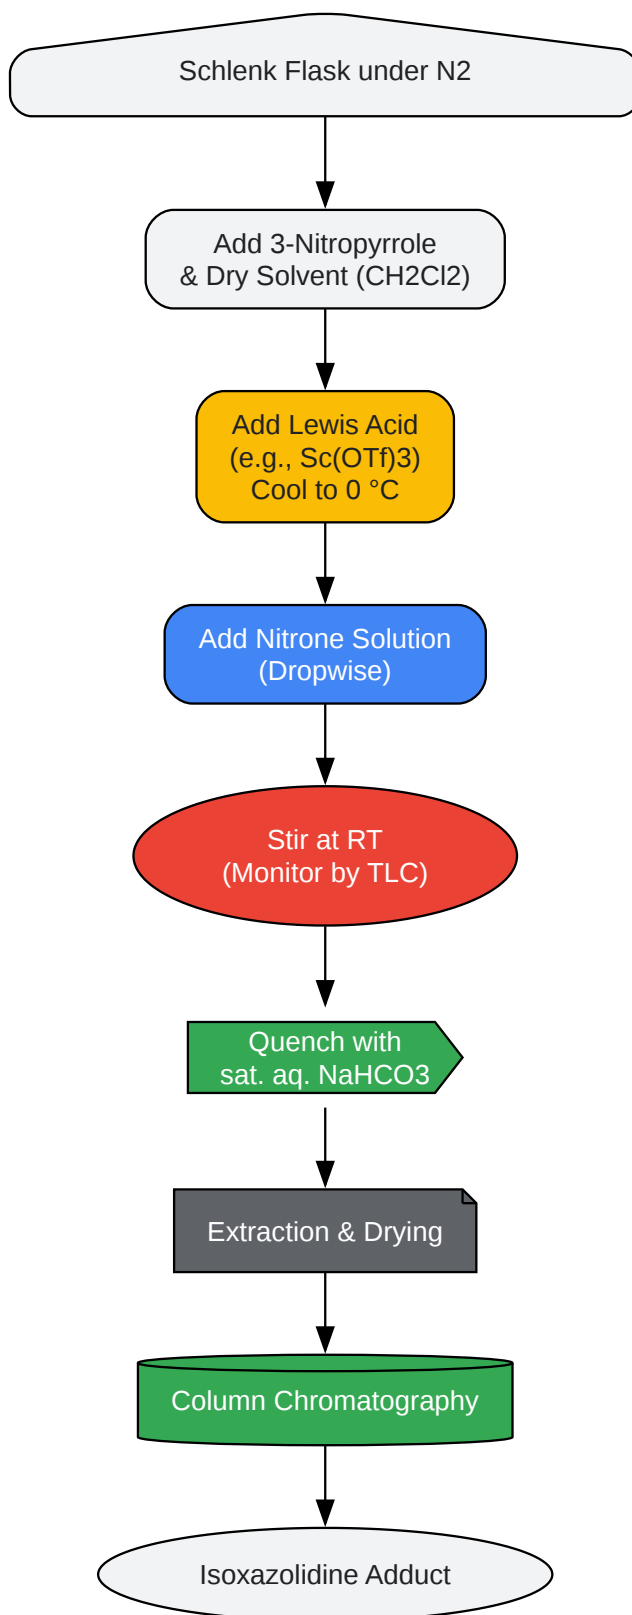 Schlenk Flask under N2
Add 3-Nitropyrrole
& Dry Solvent (CH2Cl2)
Add Lewis Acid
(e.g., Sc(OTf)3)
Cool to 0 °C
Add Nitrone Solution
(Dropwise)
Stir at RT
(Monitor by TLC)
Quench with
sat. aq. NaHCO3
Extraction & Drying
Column Chromatography
Isoxazolidine Adduct